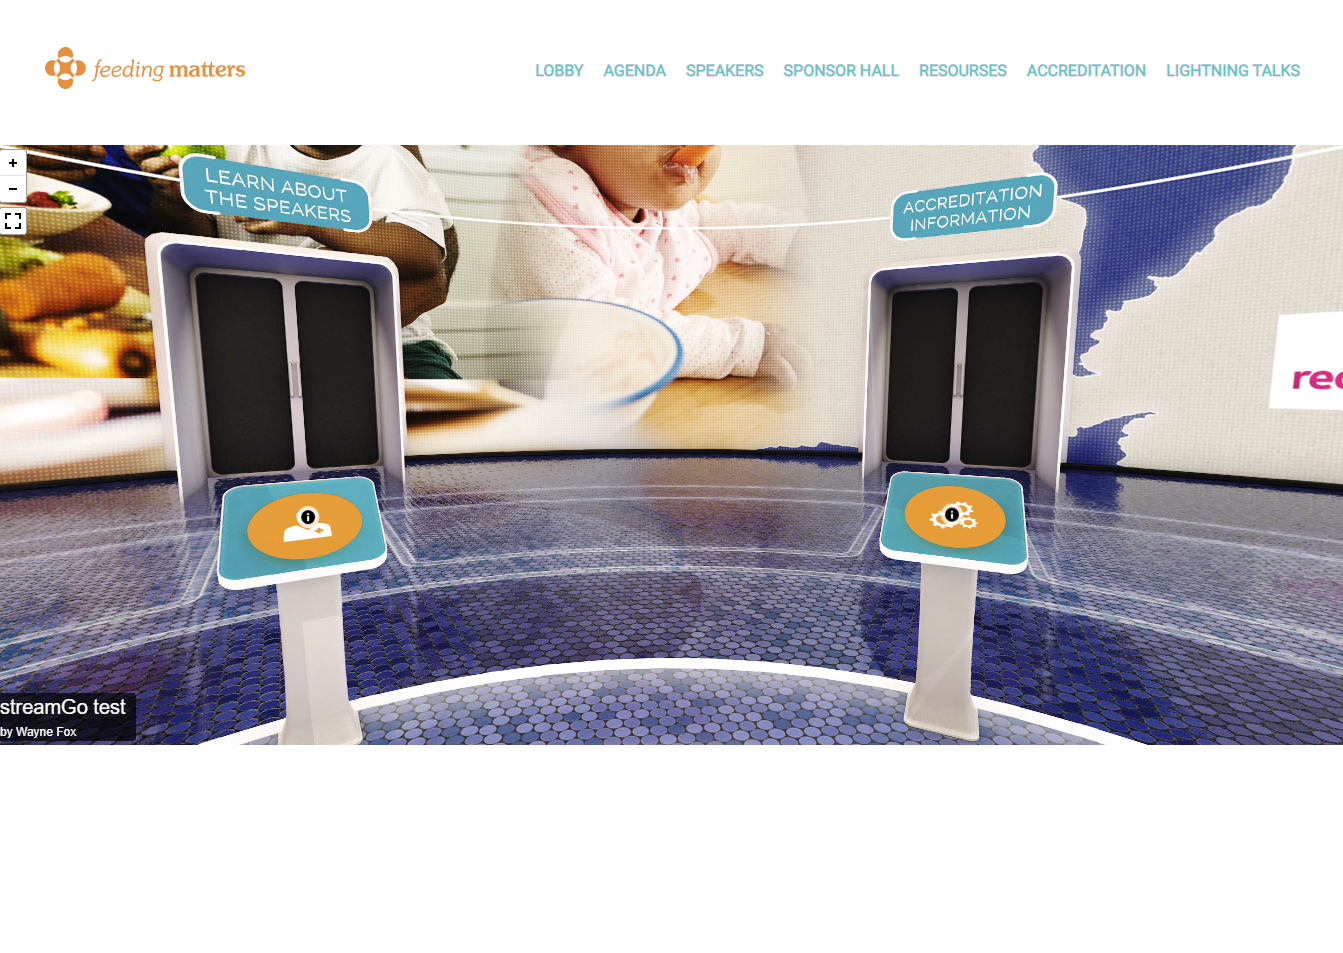 feeding matters
LOBBY AGENDA SPEAKERS SPONSOR HALL RESOURSES ACCREDITATION LIGHTNING TALKS
+
-
LEARN ABOUT
THE SPEAKERS
ACCREDITATION
INFORMATION
streamGo test
by Wayne Fox